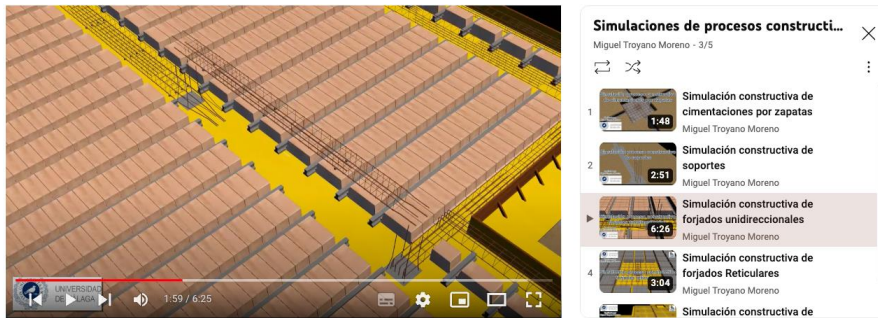 UNIVERSIDAD
DE MÁLAGA
1:59 / 6:25
Simulaciones de procesos constructi...
Miguel Troyano Moreno - 3/5
1
1:48
Simulación constructiva de
cimentaciones por zapatas
Miguel Troyano Moreno
2
2:51
Simulación constructiva de
soportes
Miguel Troyano Moreno
6:26
Simulación constructiva de
forjados unidireccionales
Miguel Troyano Moreno
4
3:04
Simulación constructiva de
forjados Reticulares
Miguel Troyano Moreno
Simulación constructiva de